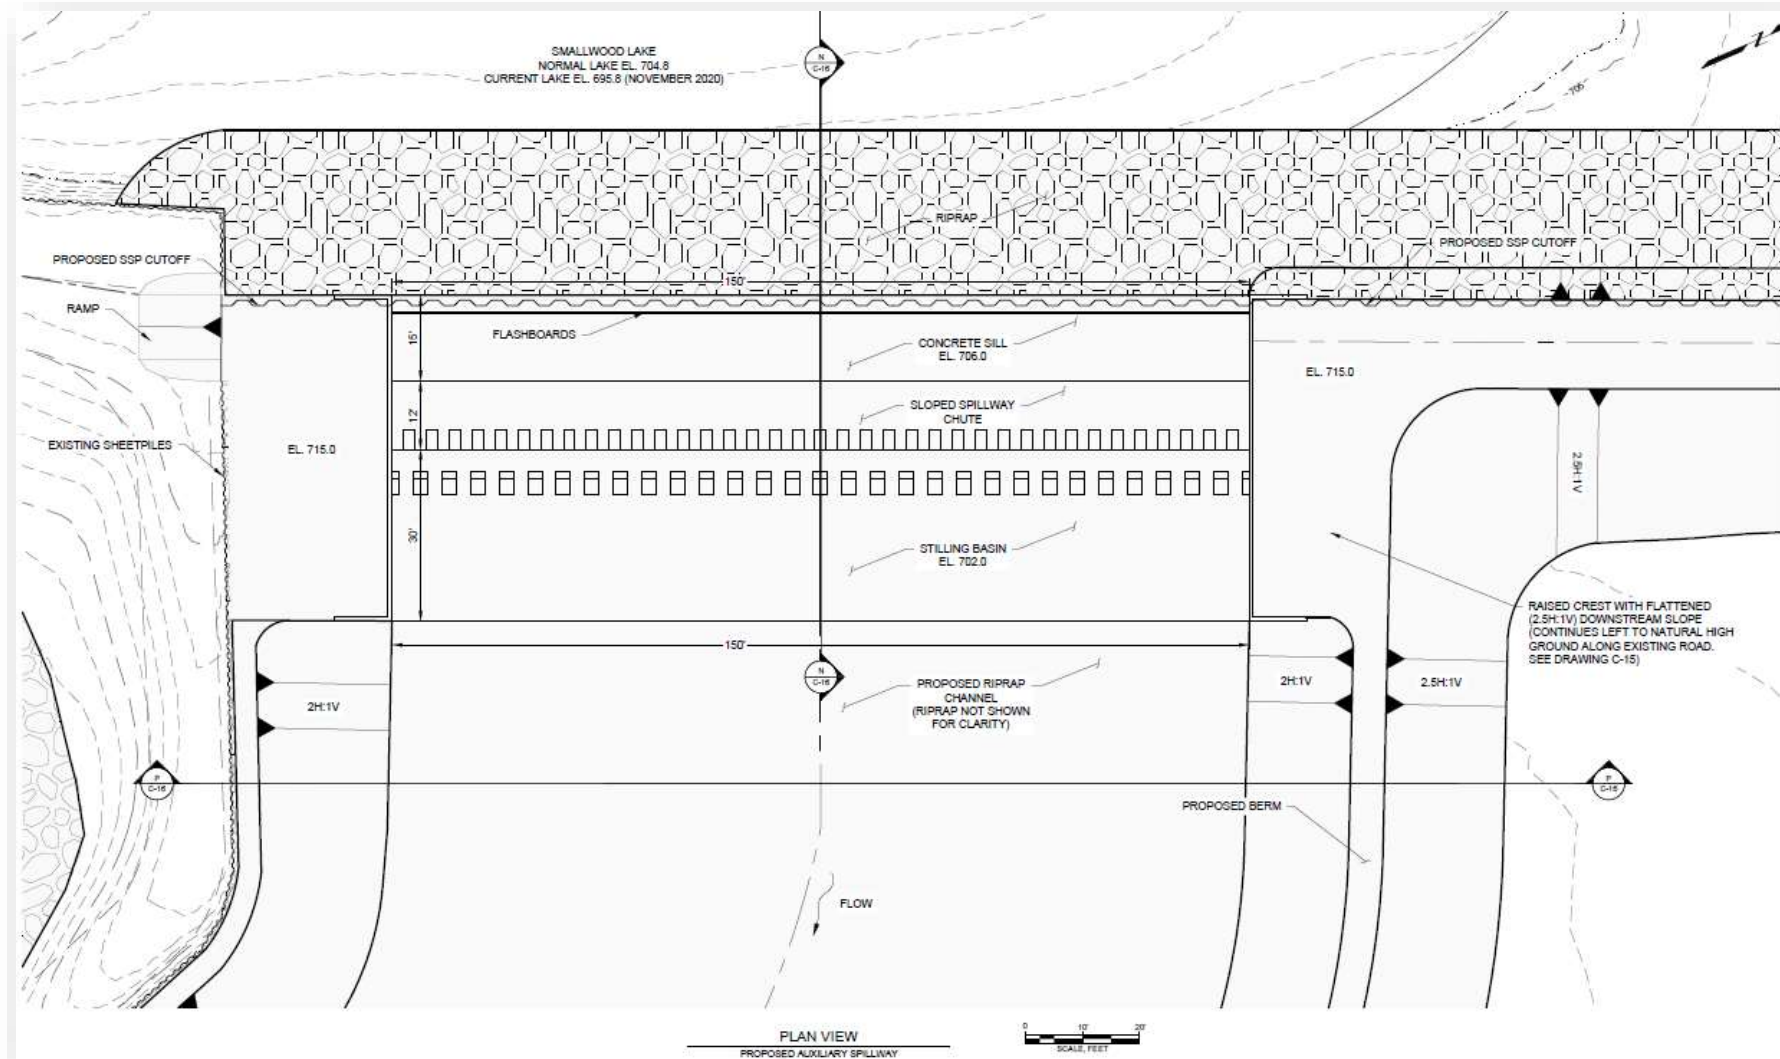 SMALLWOOD LAKE
NORMAL LAKE EL. 704.8
CURRENT LAKE EL. 695.8 (NOVEMBER 2020)
N
C-16
705
RIPRAP
PROPOSED SSP CUTOFF
PROPOSED SSP CUTOFF
150'
RAMP
FLASHBOARDS
15'
CONCRETE SILL
EL. 706.0
EL. 715.0
12'
SLOPED SPILLWAY
CHUTE
EXISTING SHEETPILES
EL. 715.0
2.5H:1V
30'
STILLING BASIN
EL. 702.0
RAISED CREST WITH FLATTENED
(2.5H:1V) DOWNSTREAM SLOPE
(CONTINUES LEFT TO NATURAL HIGH
GROUND ALONG EXISTING ROAD.
SEE DRAWING C-15)
150'
N
C-16
PROPOSED RIPRAP
CHANNEL
(RIPRAP NOT SHOWN
FOR CLARITY)
2H:1V
2H:1V
2.5H:1V
P
C-16
P
C-16
PROPOSED BERM
FLOW
PLAN VIEW
PROPOSED AUXILIARY SPILLWAY
0 10' 20'
SCALE, FEET